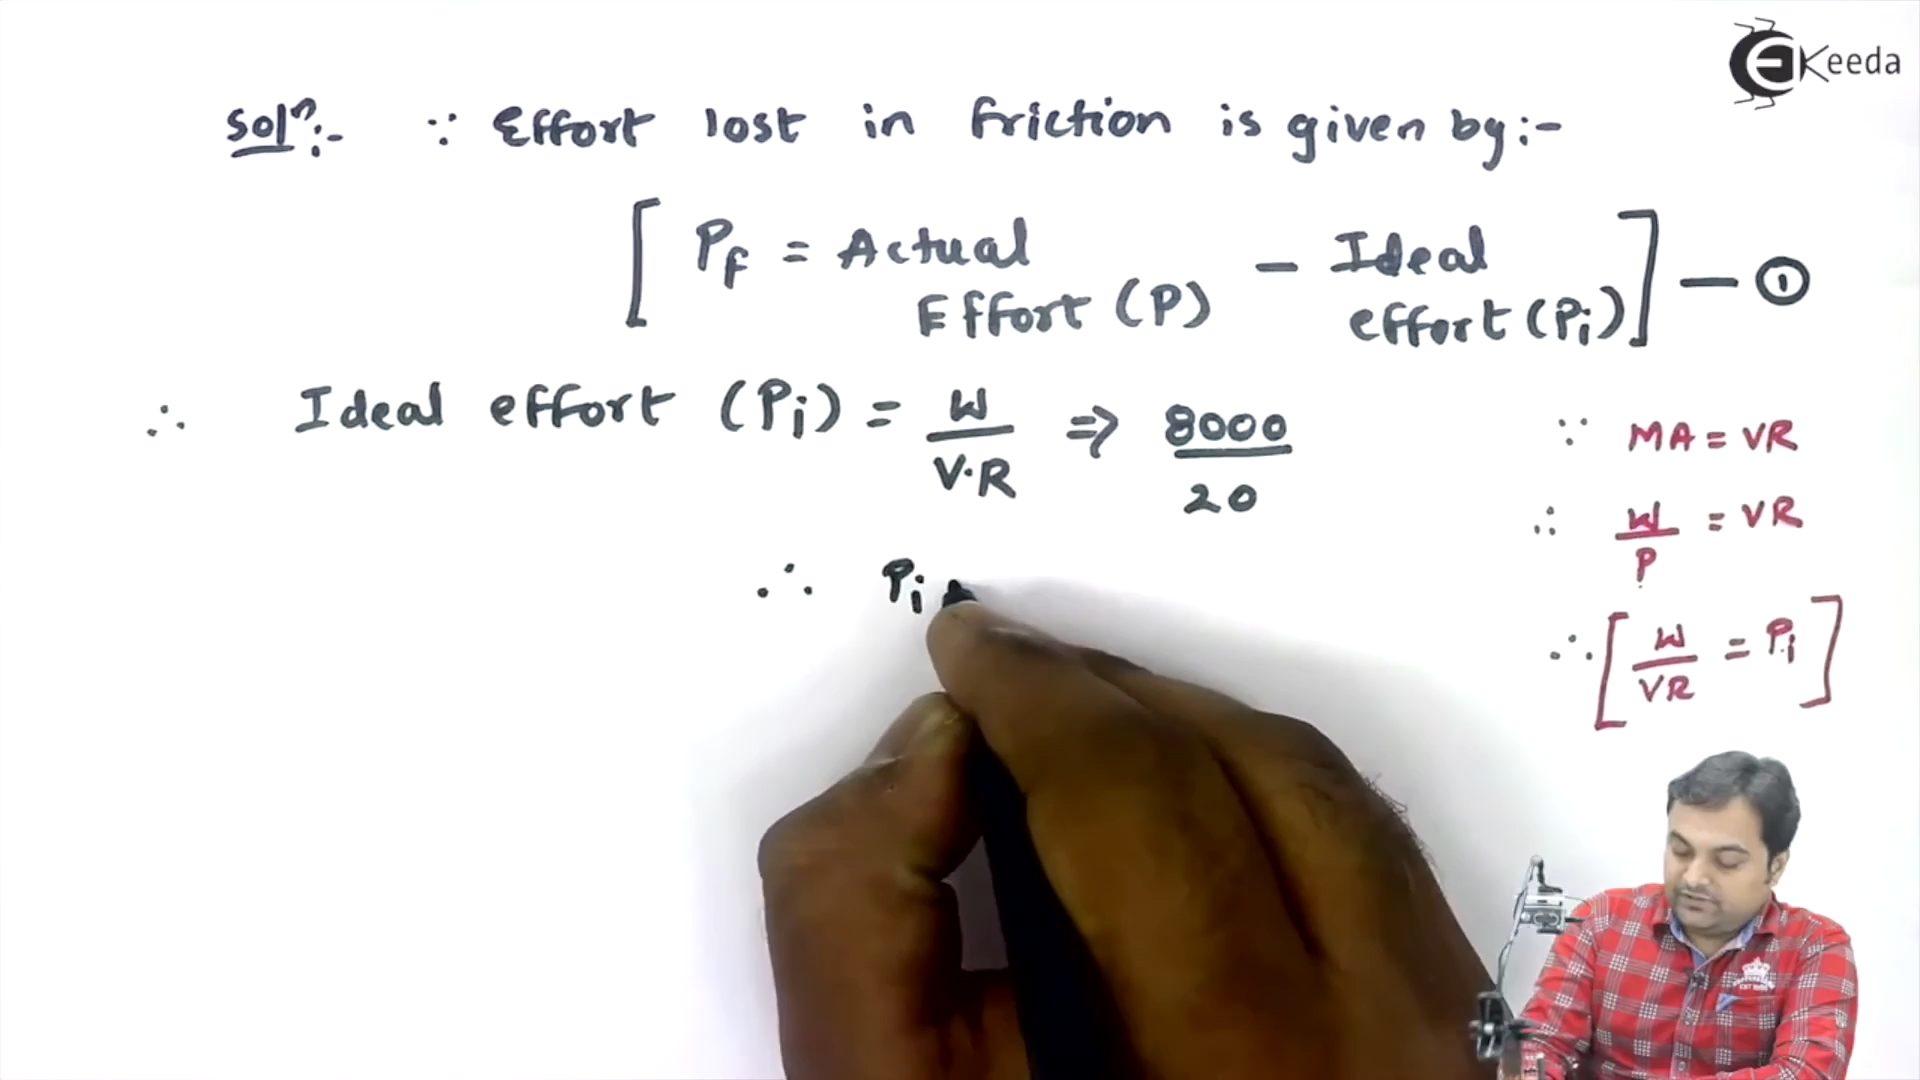 EKeeda
Solⁿ:- ∵ Effort lost in friction is given by:-
[ Pf = Actual Effort (P) - Ideal effort (Pi) ] - ①
∴ Ideal effort (Pi) = W/V.R ⇒ 8000/20
∴ Pi
∵ MA = VR
∴ W/P = VR
∴ [ W/VR = Pi ]